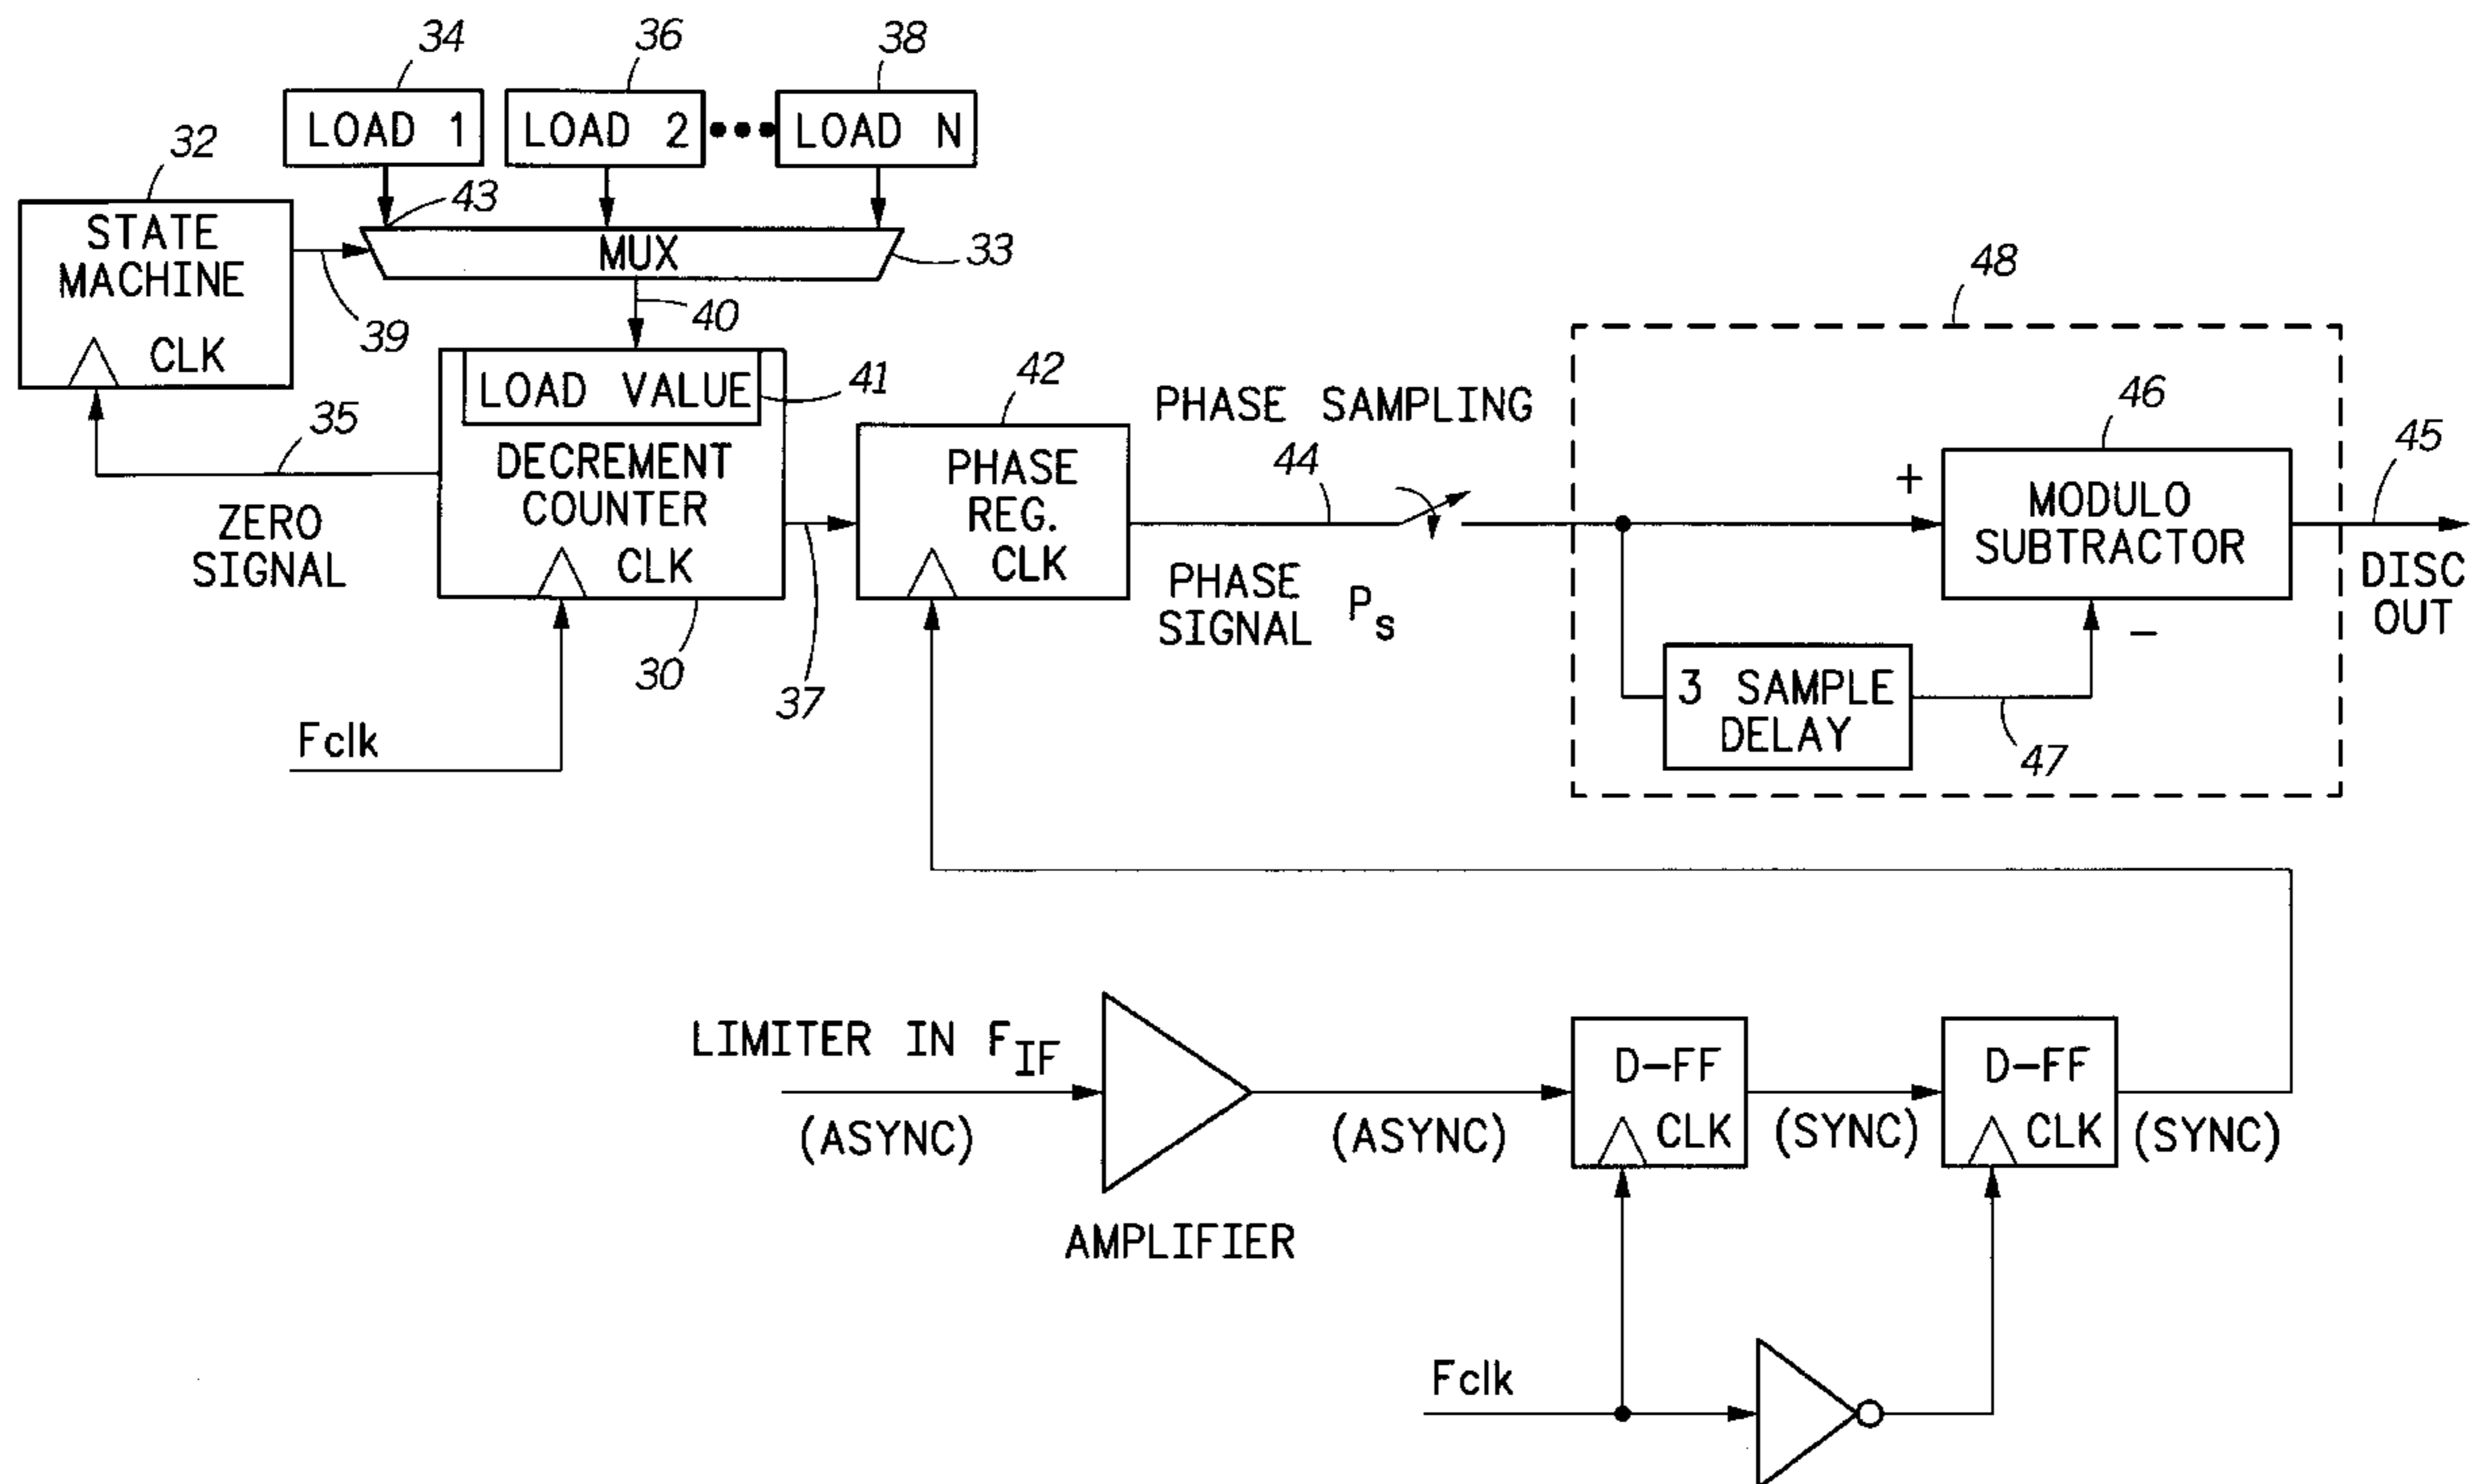 34
36
38
LOAD 1
LOAD 2
LOAD N
32
43
STATE
MACHINE
CLK
MUX
33
39
40
48
LOAD VALUE
41
42
PHASE SAMPLING
46
45
35
DECREMENT
COUNTER
CLK
PHASE
REG.
CLK
44
+
MODULO
SUBTRACTOR
ZERO
SIGNAL
PHASE
SIGNAL
Ps
DISC
OUT
−
30
37
3 SAMPLE
DELAY
47
Fclk
LIMITER IN FIF
(ASYNC)
(ASYNC)
D-FF
CLK
(SYNC)
D-FF
CLK
(SYNC)
AMPLIFIER
Fclk